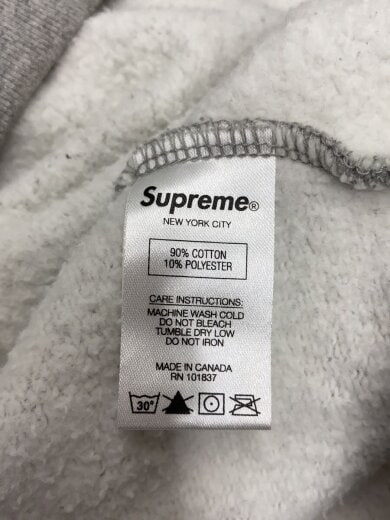 Supreme®
NEW YORK CITY
90% COTTON
10% POLYESTER
CARE INSTRUCTIONS:
MACHINE WASH COLD
DO NOT BLEACH
TUMBLE DRY LOW
DO NOT IRON
MADE IN CANADA
RN 101837
30°